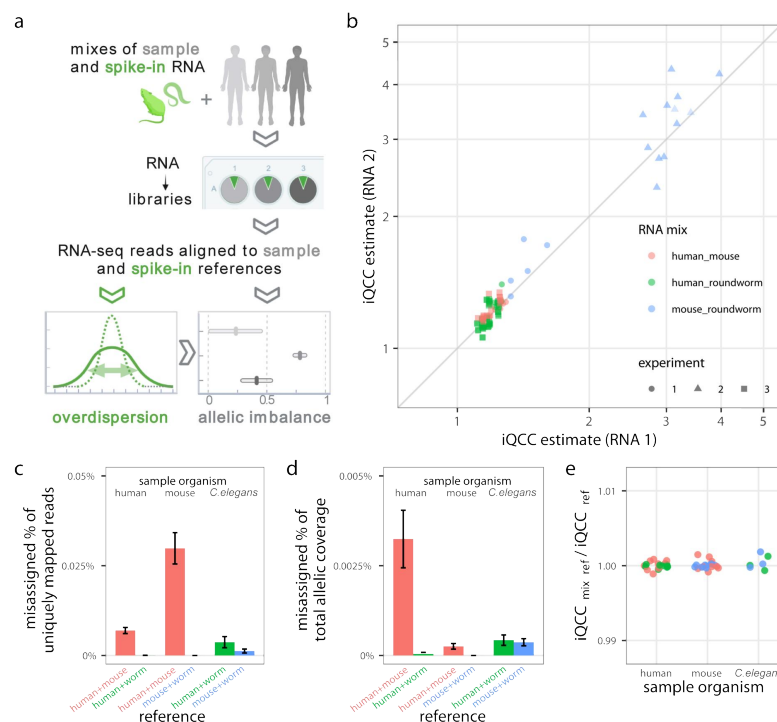 a
mixes of sample
and spike-in RNA
+
RNA
libraries
1 2 3
A
RNA-seq reads aligned to sample
and spike-in references
0 0.5 1
overdispersion
allelic imbalance
b
iQCC estimate (RNA 2)
5
4
3
2
1
1 2 3 4 5
iQCC estimate (RNA 1)
RNA mix
human_mouse
human_roundworm
mouse_roundworm
experiment
1 2 3
c
misassigned % of
uniquely mapped reads
0.05%
0%
sample organism
human mouse C.elegans
human+mouse
human+worm
human+mouse
mouse+worm
human+worm
mouse+worm
reference
d
misassigned % of
total allelic coverage
0.005%
0.0025%
0%
sample organism
human mouse C.elegans
human+mouse
human+worm
human+mouse
mouse+worm
human+worm
mouse+worm
reference
e
iQCC mix_ref / iQCC ref
1.01
1.00
0.99
human mouse C.elegans
sample organism